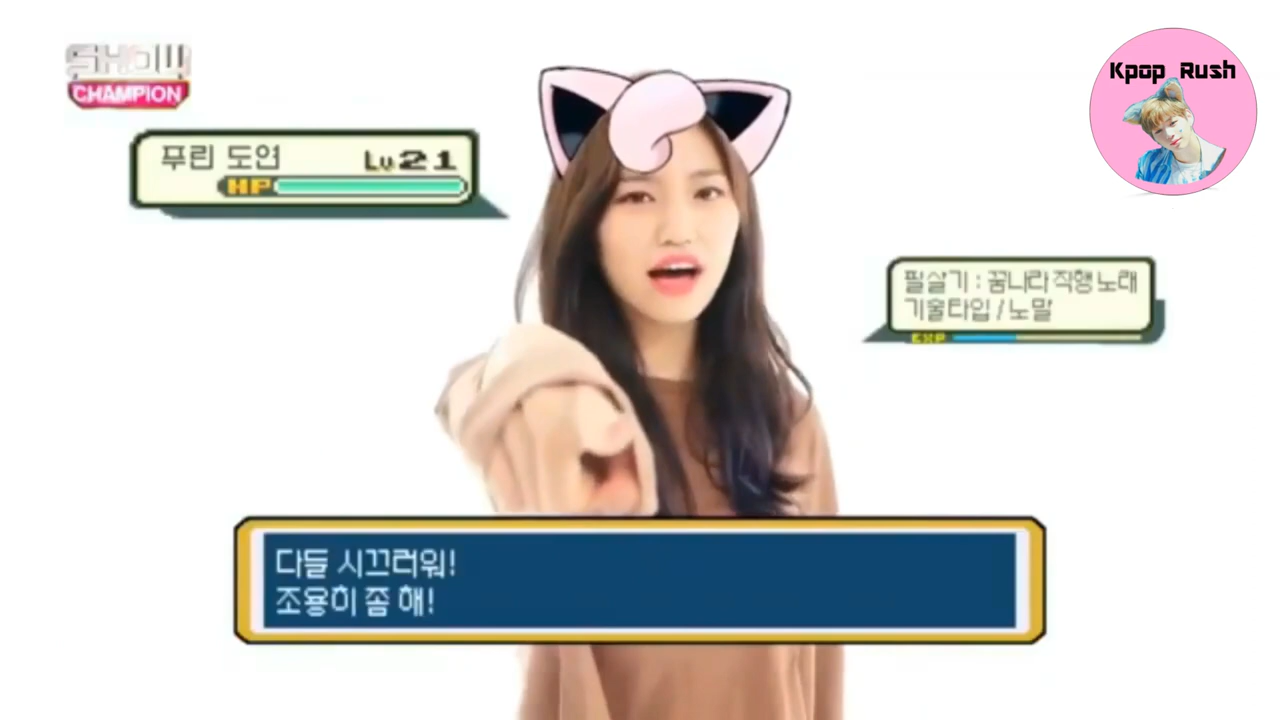 SHOW
CHAMPION
Kpop Rush
푸린 도연 Lv21
HP
필살기 : 꿈나라 직행 노래
기술타입 / 노말
EXP
다들 시끄러워!
조용히 좀 해!